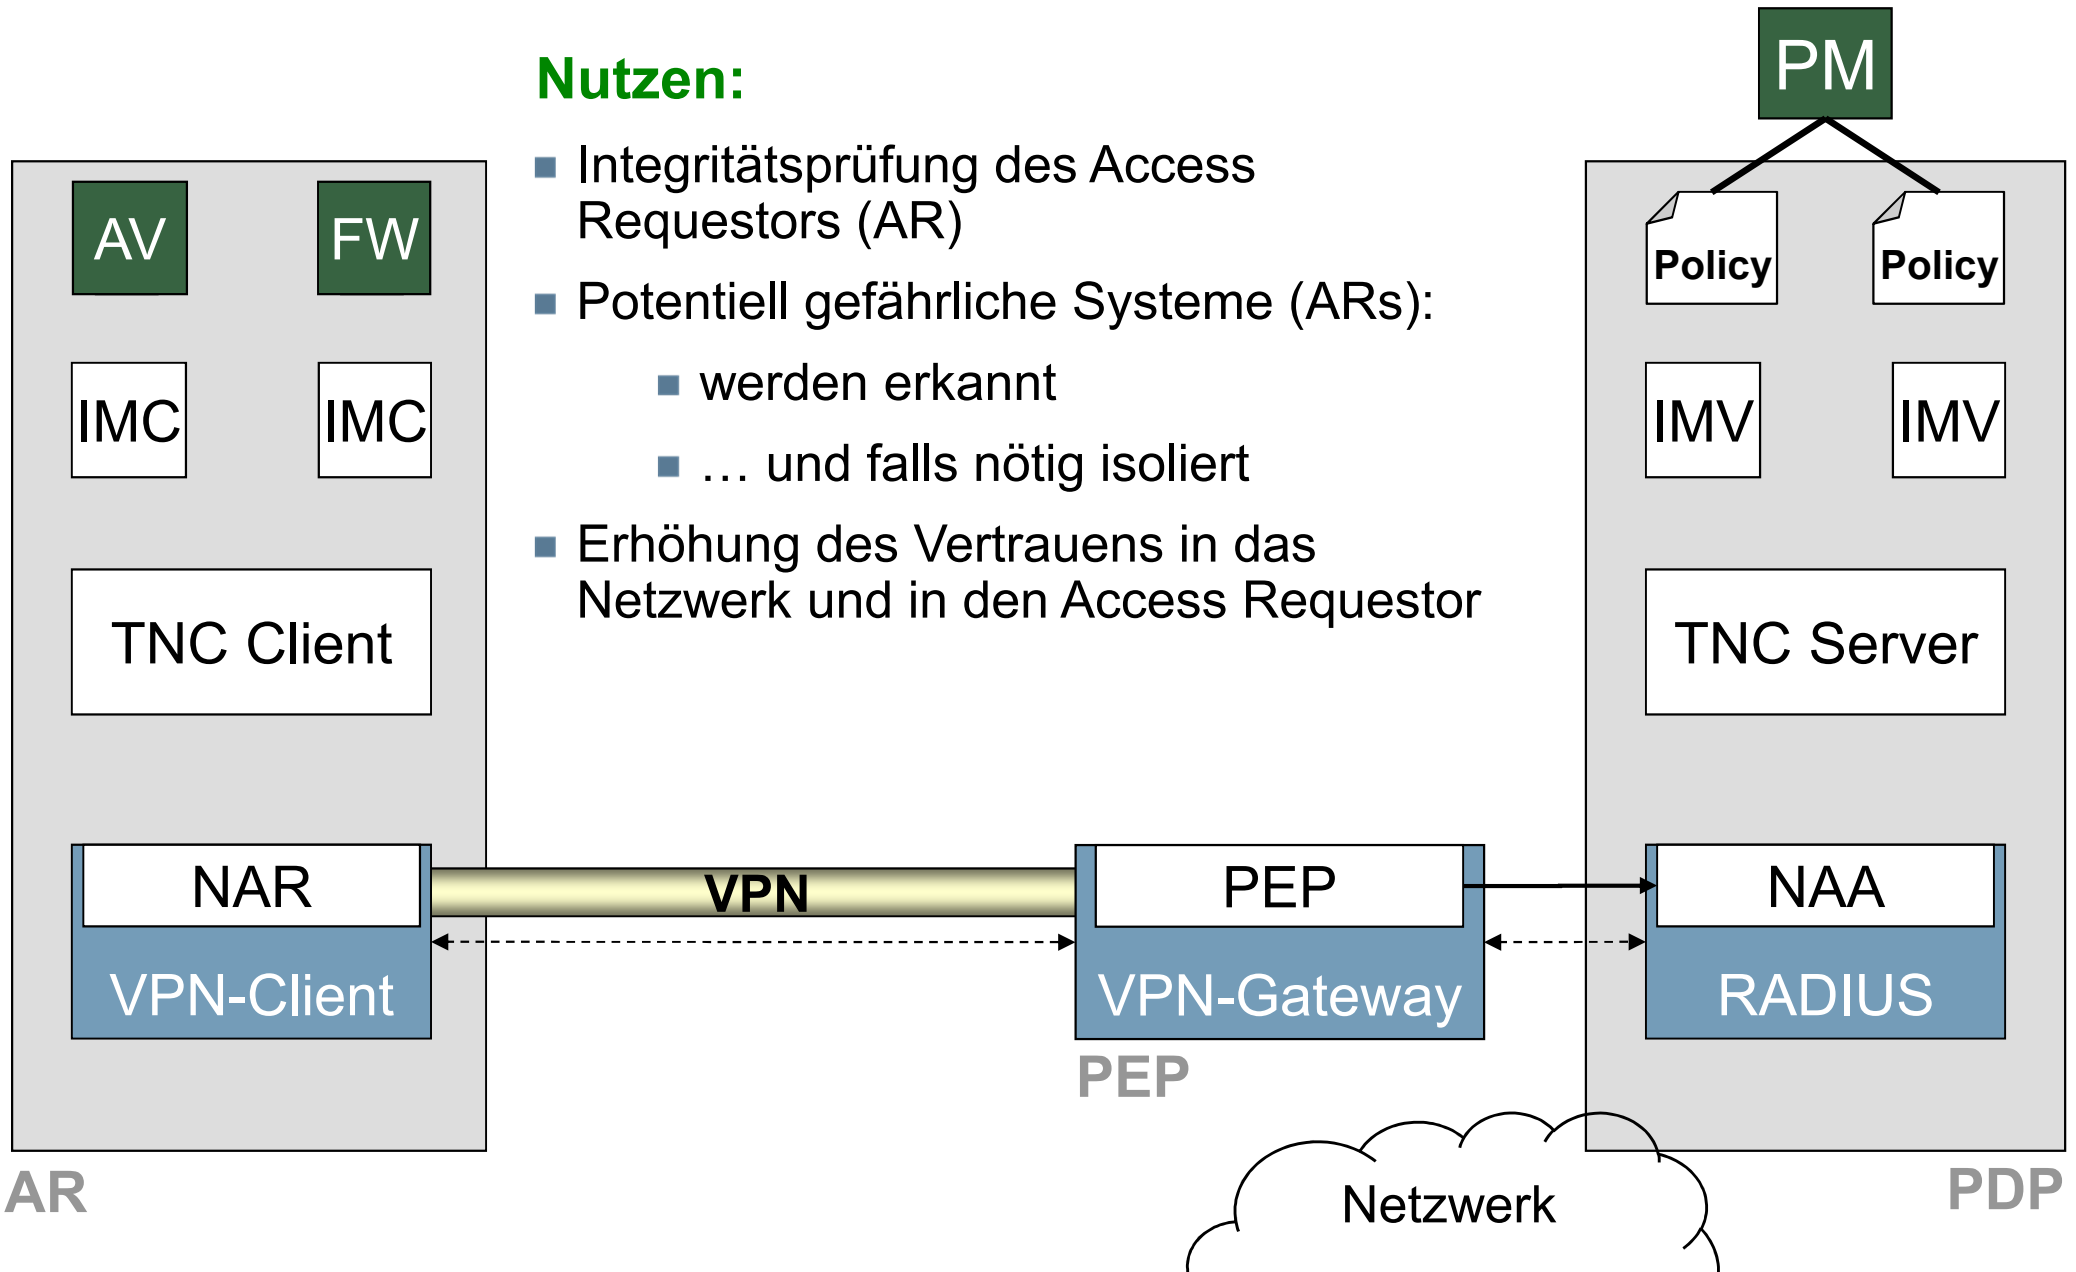 PM
Nutzen:
Integritätsprüfung des Access
Requestors (AR)
Potentiell gefährliche Systeme (ARs):
werden erkannt
… und falls nötig isoliert
Erhöhung des Vertrauens in das
Netzwerk und in den Access Requestor
AV FW
IMC IMC
TNC Client
NAR
VPN-Client
AR
VPN
PEP
VPN-Gateway
PEP
Policy Policy
IMV IMV
TNC Server
NAA
RADIUS
PDP
Netzwerk